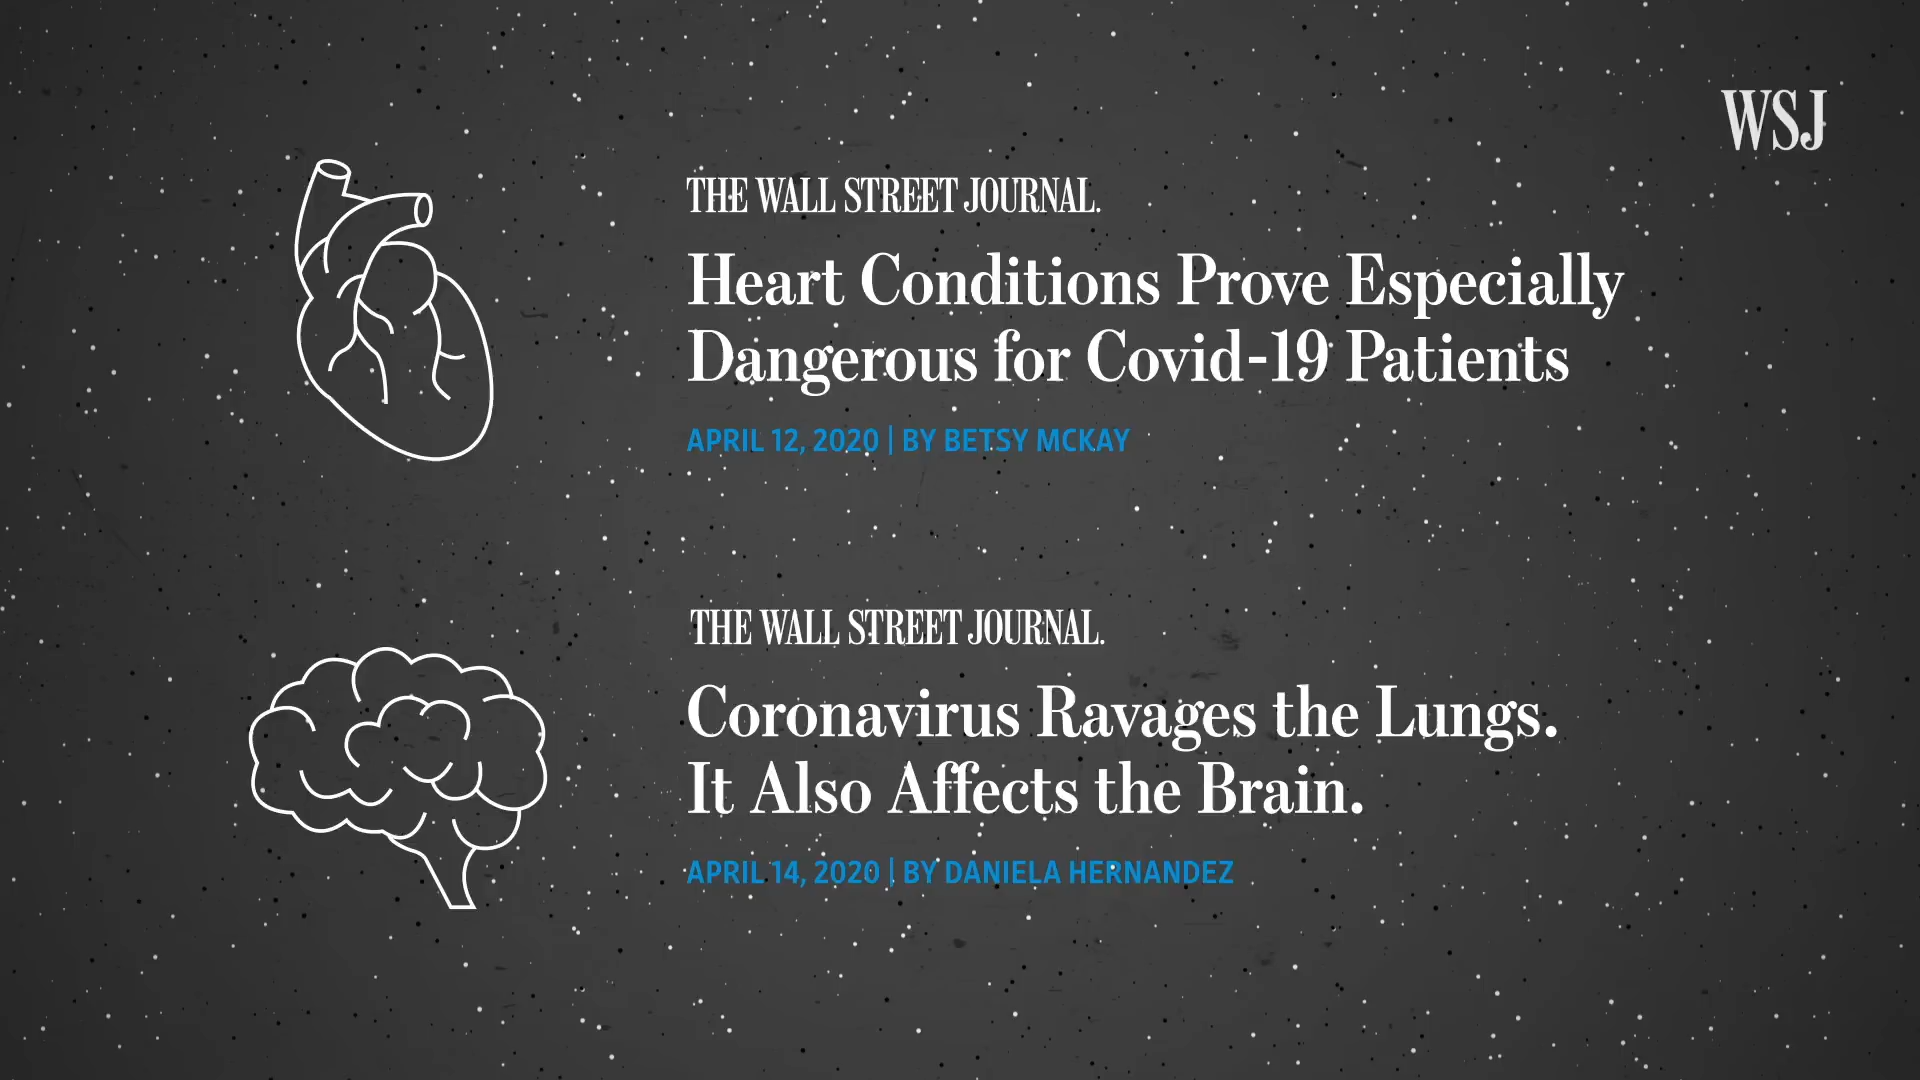 WSJ
THE WALL STREET JOURNAL.
Heart Conditions Prove Especially
Dangerous for Covid-19 Patients
APRIL 12, 2020 | BY BETSY MCKAY
THE WALL STREET JOURNAL.
Coronavirus Ravages the Lungs.
It Also Affects the Brain.
APRIL 14, 2020 | BY DANIELA HERNANDEZ